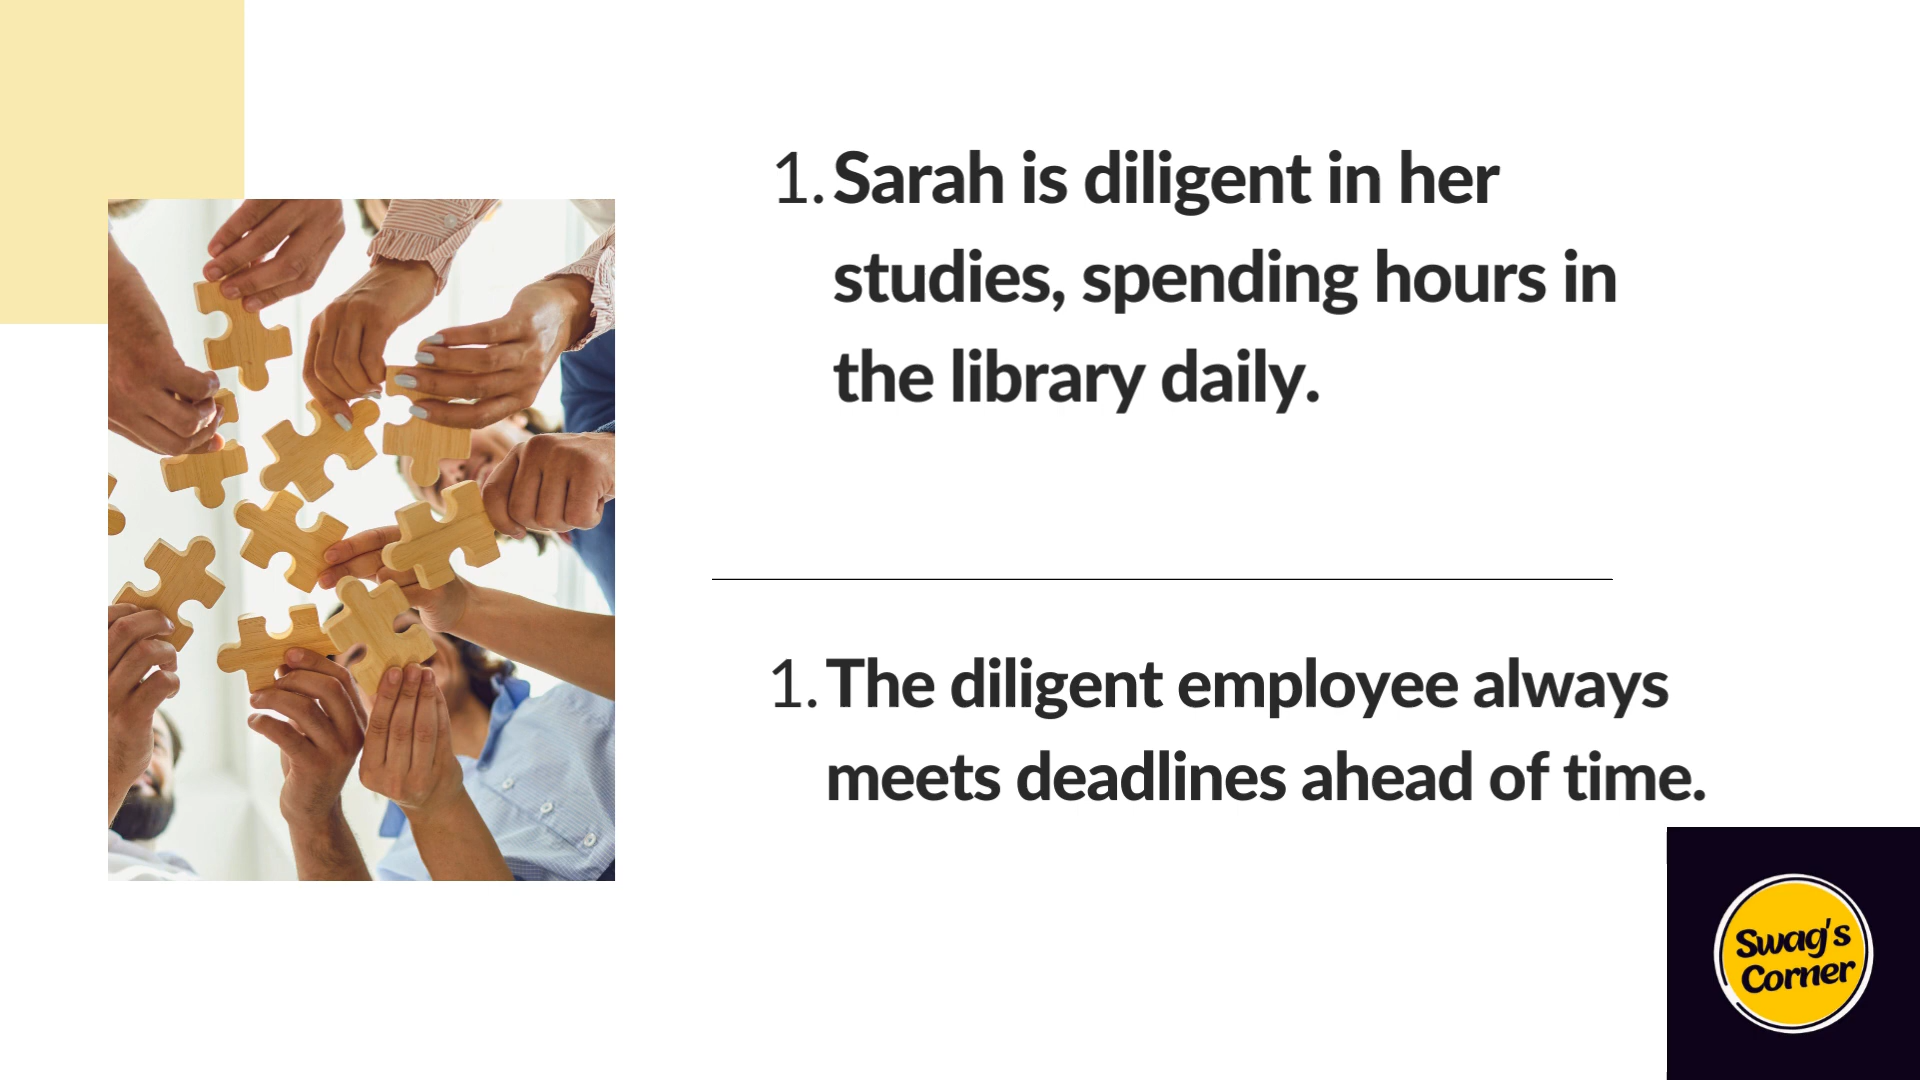 1. Sarah is diligent in her
studies, spending hours in
the library daily.
1. The diligent employee always
meets deadlines ahead of time.
Swag's
Corner